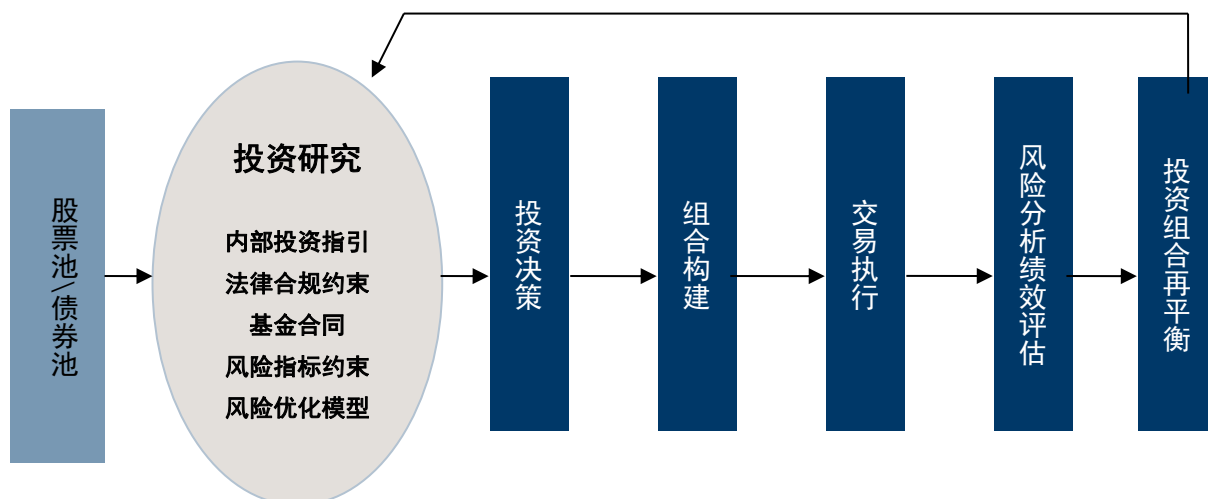 股票池/债券池
投资研究
内部投资指引
法律合规约束
基金合同
风险指标约束
风险优化模型
投资决策
组合构建
交易执行
风险分析绩效评估
投资组合再平衡